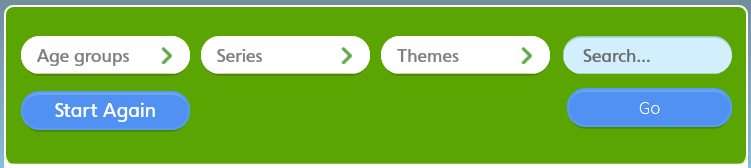 Age groups
Series
Themes
Search...
Start Again
Go